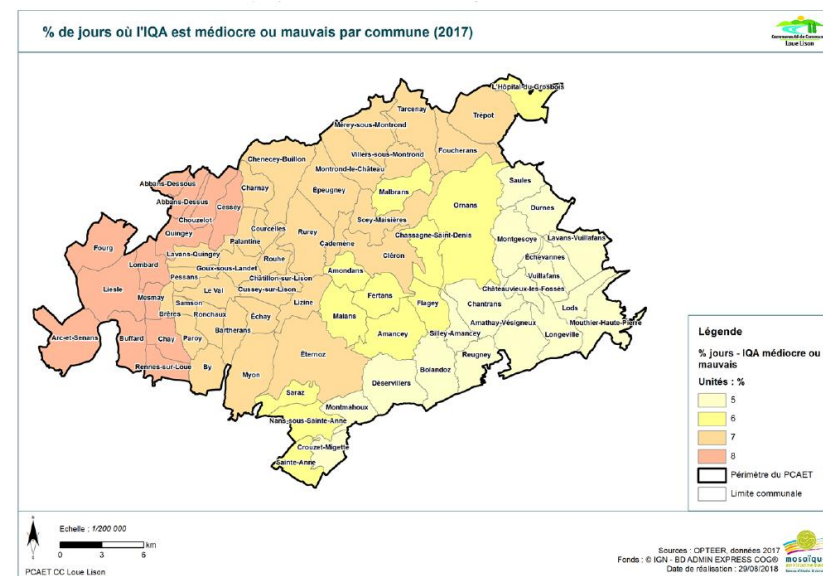 % de jours où l'IQA est médiocre ou mauvais par commune (2017)
Loue Lison
L'Hôpital-du-Grosbois
Tarcenay
Trépot
Mérey-sous-Montrond
Villers-sous-Montrond
Foucherans
Chenecey-Buillon
Montrond-le-Château
Abbans-Dessous
Charnay
Épeugney
Malbrans
Saules
Abbans-Dessus
Cessey
Ornans
Durnes
Chouzelot
Scey-Maisières
Quingey
Courcelles
Rurey
Chassagne-Saint-Denis
Montgesoye
Lavans-Vuillafans
Fourg
Palantine
Cademène
Lavans-Quingey
Rouhe
Cléron
Échevannes
Lombard
Goux-sous-Landet
Amondans
Vuillafans
Pessans
Châtillon-sur-Lison
Liesle
Le Val
Cussey-sur-Lison
Châteauvieux-les-Fossés
Mesmay
Samson
Lizine
Fertans
Flagey
Chantrans
Lods
Brères
Ronchaux
Échay
Malans
Amathay-Vésigneux
Mouthier-Haute-Pierre
Bartherans
Arc-et-Senans
Buffard
Chay
Paroy
Amancey
Silley-Amancey
Longeville
Éternoz
Reugney
Rennes-sur-Loue
By
Myon
Bolandoz
Déservillers
Saraz
Montmahoux
Nans-sous-Sainte-Anne
Crouzet-Migette
Sainte-Anne
Légende
% jours - IQA médiocre ou
mauvais
Unités : %
5
6
7
8
Périmètre du PCAET
Limite communale
Echelle : 1/200 000
km
0 3 6
PCAET CC Loue Lison
Sources : OPTEER, données 2017
Fonds : © IGN - BD ADMIN EXPRESS COG®
Date de réalisation : 29/08/2018
mosaïque